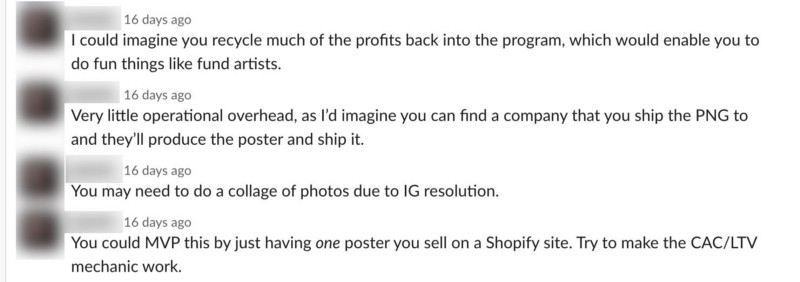 16 days ago
I could imagine you recycle much of the profits back into the program, which would enable you to
do fun things like fund artists.
16 days ago
Very little operational overhead, as I'd imagine you can find a company that you ship the PNG to
and they'll produce the poster and ship it.
16 days ago
You may need to do a collage of photos due to IG resolution.
16 days ago
You could MVP this by just having one poster you sell on a Shopify site. Try to make the CAC/LTV
mechanic work.